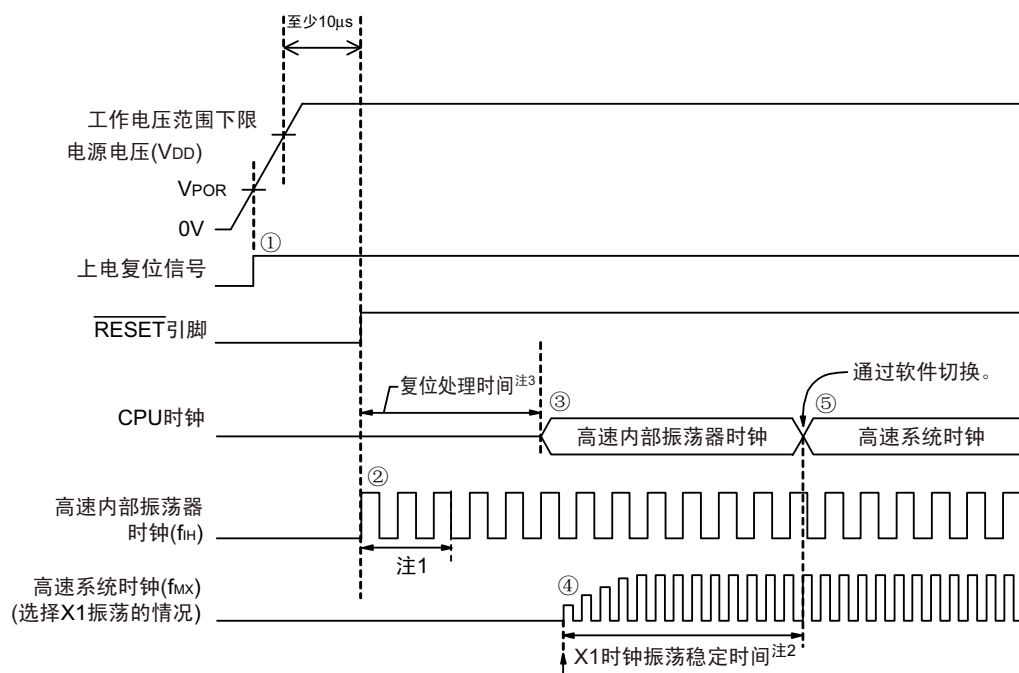 至少10μs
工作电压范围下限
电源电压(VDD)
VPOR
0V
①
上电复位信号
RESET引脚
复位处理时间注3
通过软件切换。
CPU时钟
③
⑤
高速内部振荡器时钟
高速系统时钟
②
高速内部振荡器
时钟(fIH)
注1
高速系统时钟(fMX)
(选择X1振荡的情况)
④
X1时钟振荡稳定时间注2